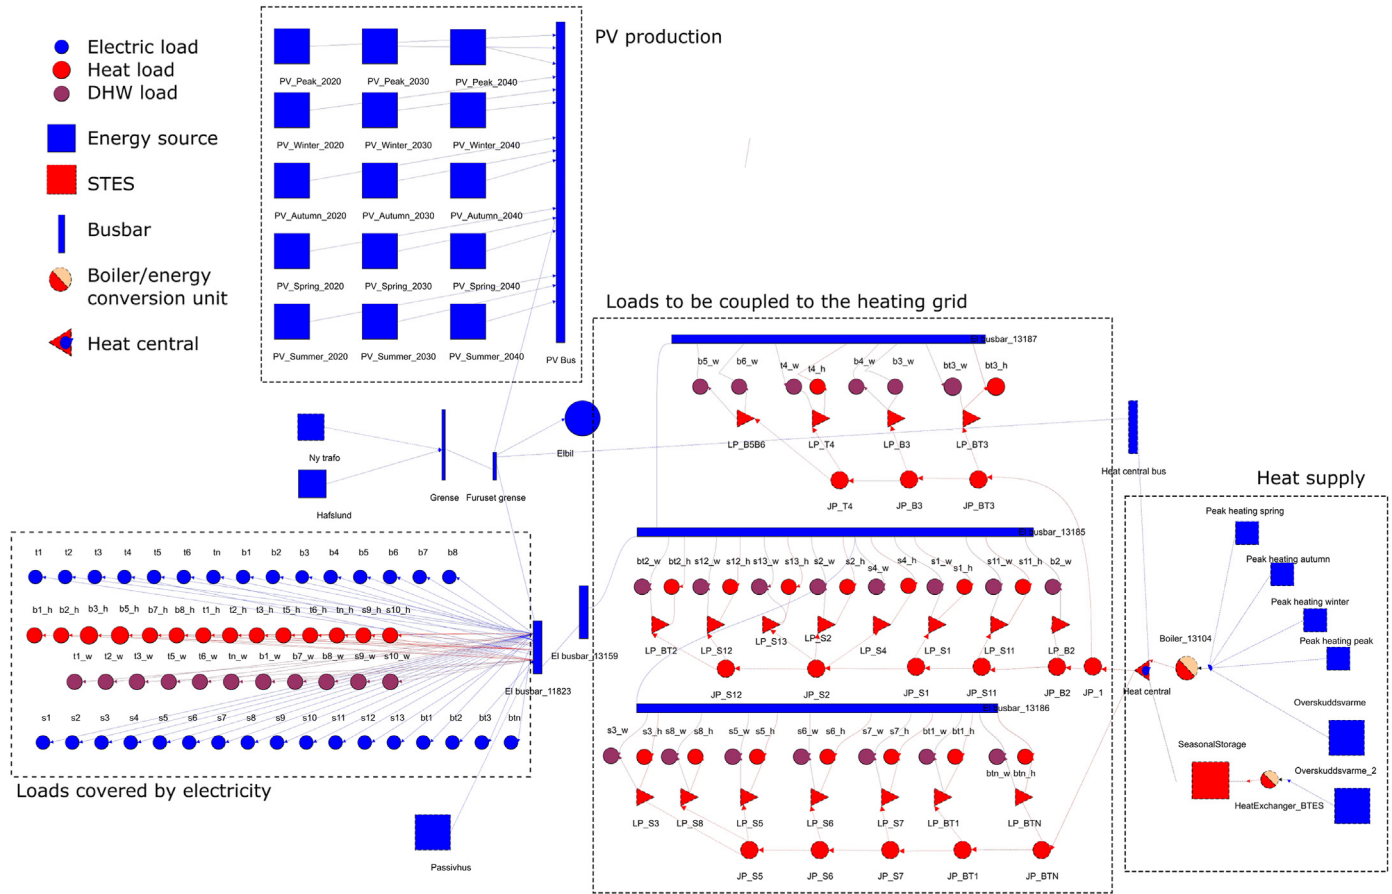 Electric load
Heat load
DHW load
Energy source
STES
Busbar
Boiler/energy
conversion unit
Heat central
PV production
PV_Peak_2020 PV_Peak_2030 PV_Peak_2040
PV_Winter_2020 PV_Winter_2030 PV_Winter_2040
PV_Autumn_2020 PV_Autumn_2030 PV_Autumn_2040
PV_Spring_2020 PV_Spring_2030 PV_Spring_2040
PV_Summer_2020 PV_Summer_2030 PV_Summer_2040
PV Bus
Ny trafo
Hafslund
Grense
Furuset grense
Elbil
t1 t2 t3 t4 t5 t6 tn b1 b2 b3 b4 b5 b6 b7 b8
b1_h b2_h b3_h b5_h b7_h b8_h t1_h t2_h t3_h t5_h t6_h tn_h s9_h s10_h
t1_w t2_w t3_w t5_w t6_w tn_w b1_w b7_w b8_w s9_w s10_w
s1 s2 s3 s4 s5 s6 s7 s8 s9 s10 s11 s12 s13 bt1 bt2 bt3 btn
El busbar_11823
El busbar_13159
Loads covered by electricity
Passivhus
Loads to be coupled to the heating grid
El busbar_13187
b5_w b6_w t4_w t4_h b4_w b3_w bt3_w bt3_h
LP_B5B6 LP_T4 LP_B3 LP_BT3
JP_T4 JP_B3 JP_BT3
El busbar_13185
bt2_w bt2_h s12_w s12_h s13_w s13_h s2_w s2_h s4_w s4_h s1_w s1_h s11_w s11_h b2_w
LP_BT2 LP_S12 LP_S13 LP_S2 LP_S4 LP_S1 LP_S11 LP_B2
JP_S12 JP_S2 JP_S1 JP_S11 JP_B2 JP_1
El busbar_13186
s3_w s3_h s8_w s8_h s5_w s5_h s6_w s6_h s7_w s7_h bt1_w bt1_h btn_w btn_h
LP_S3 LP_S8 LP_S5 LP_S6 LP_S7 LP_BT1 LP_BTN
JP_S5 JP_S6 JP_S7 JP_BT1 JP_BTN
Heat central bus
Heat supply
Peak heating spring
Peak heating autumn
Peak heating winter
Peak heating peak
Boiler_13104
Heat central
Overskuddsvarme
SeasonalStorage
Overskuddsvarme_2
HeatExchanger_BTES